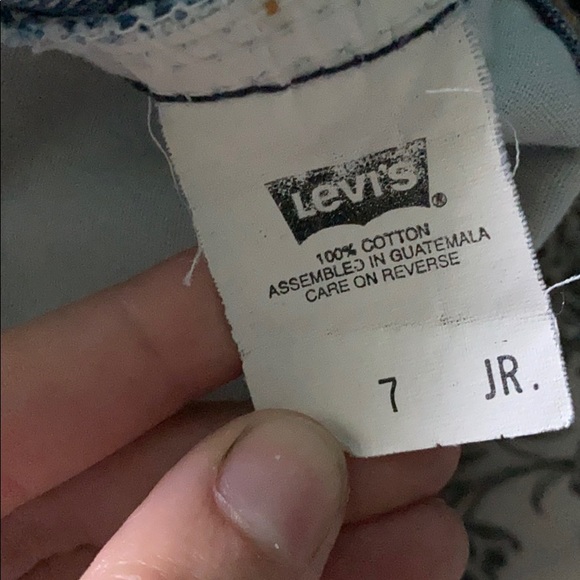 Levi's ®
100% COTTON
ASSEMBLED IN GUATEMALA
CARE ON REVERSE
7 JR.